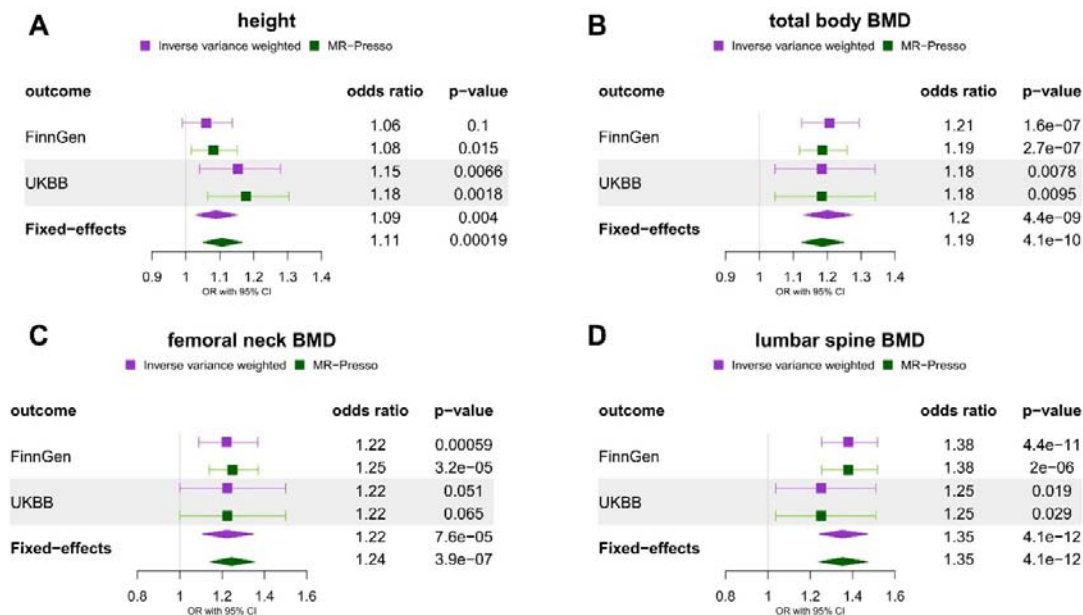 A height
Inverse variance weighted MR-Presso
outcome odds ratio p-value
FinnGen
1.06 0.1
1.08 0.015
UKBB
1.15 0.0066
1.18 0.0018
Fixed-effects
1.09 0.004
1.11 0.00019
0.9 1 1.1 1.2 1.3 1.4
OR with 95% CI
B total body BMD
Inverse variance weighted MR-Presso
outcome odds ratio p-value
FinnGen
1.21 1.6e-07
1.19 2.7e-07
UKBB
1.18 0.0078
1.18 0.0095
Fixed-effects
1.2 4.4e-09
1.19 4.1e-10
0.9 1 1.1 1.2 1.3 1.4
OR with 95% CI
C femoral neck BMD
Inverse variance weighted MR-Presso
outcome odds ratio p-value
FinnGen
1.22 0.00059
1.25 3.2e-05
UKBB
1.22 0.051
1.22 0.065
Fixed-effects
1.22 7.6e-05
1.24 3.9e-07
0.8 1 1.2 1.4 1.6
OR with 95% CI
D lumbar spine BMD
Inverse variance weighted MR-Presso
outcome odds ratio p-value
FinnGen
1.38 4.4e-11
1.38 2e-06
UKBB
1.25 0.019
1.25 0.029
Fixed-effects
1.35 4.1e-12
1.35 4.1e-12
0.8 1 1.2 1.4 1.6
OR with 95% CI